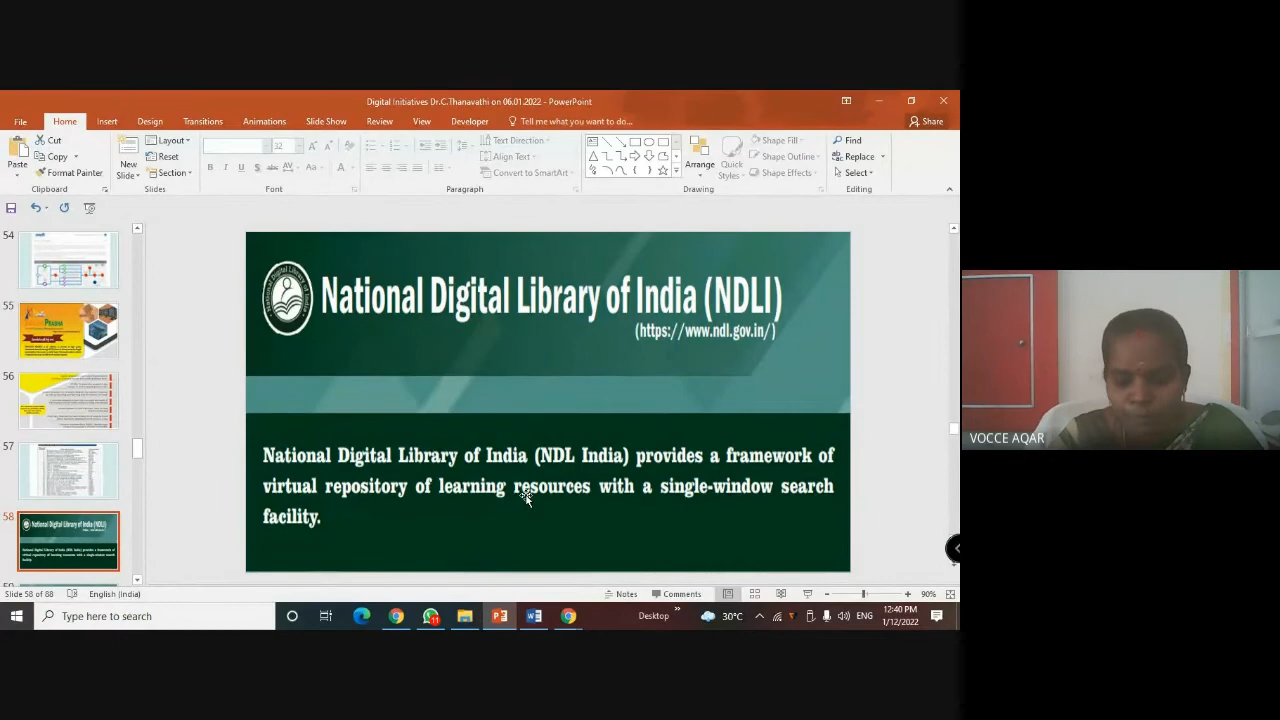 Digital Initiatives Dr.C.Thanavathi on 06.01.2022 - PowerPoint
File Home Insert Design Transitions Animations Slide Show Review View Developer Tell me what you want to do... Share
Cut
Copy
Format Painter
Paste
Clipboard
New Slide
Layout
Reset
Section
Slides
32
B I U S abc AV Aa A
Font
Text Direction
Align Text
Convert to SmartArt
Paragraph
Arrange
Quick Styles
Shape Fill
Shape Outline
Shape Effects
Drawing
Find
Replace
Select
Editing
54
55
56
57
58
National Digital Library of India (NDLI)
(https://www.ndl.gov.in/)
National Digital Library of India (NDL India) provides a framework of
virtual repository of learning resources with a single-window search
facility.
VOCCE AQAR
Slide 58 of 88 English (India) Notes Comments 90%
Type here to search
11
Desktop
30°C
ENG
12:40 PM
1/12/2022